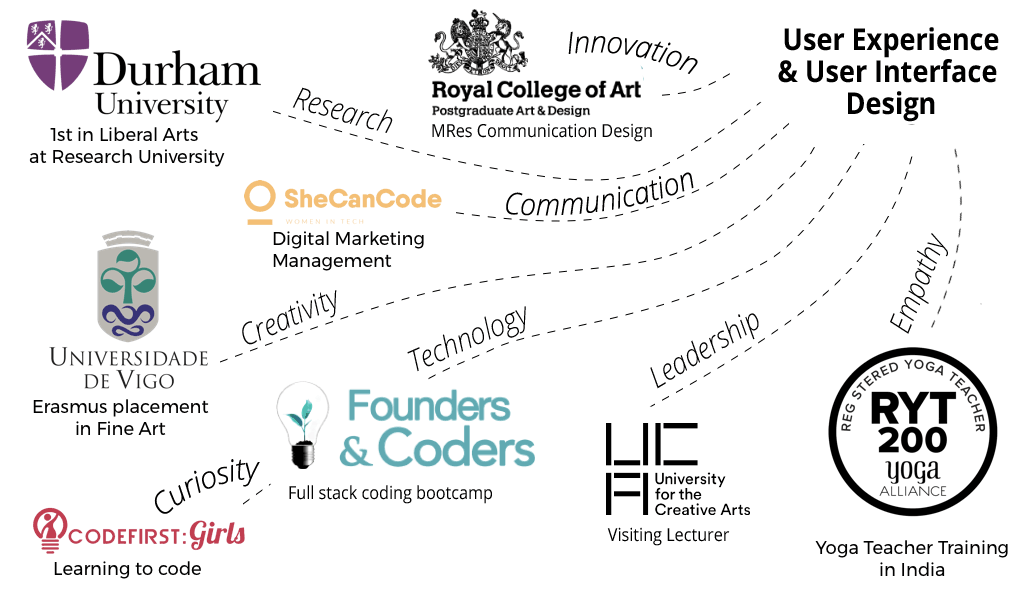 Durham
University
1st in Liberal Arts
at Research University
Research
Royal College of Art
Postgraduate Art & Design
MRes Communication Design
Innovation
User Experience
& User Interface
Design
SheCanCode
WOMEN IN TECH
Digital Marketing
Management
Communication
UNIVERSIDADE
DE VIGO
Erasmus placement
in Fine Art
Creativity
Technology
Founders
& Coders
Full stack coding bootcamp
Curiosity
CODEFIRST: Girls
Learning to code
Leadership
UCA
University
for the
Creative Arts
Visiting Lecturer
Empathy
REG STERED YOGA TEACHER
RYT
200
yoga
ALLIANCE
Yoga Teacher Training
in India